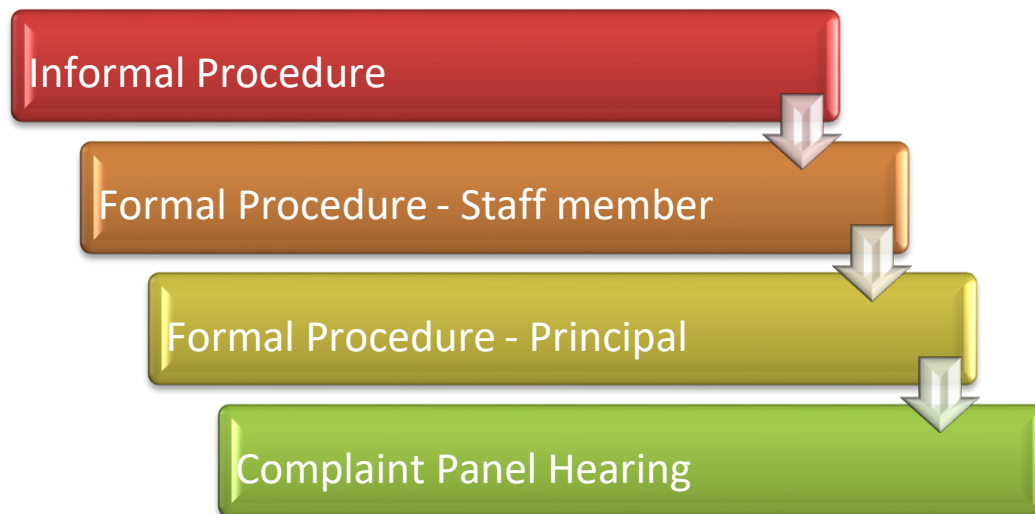 Informal Procedure
Formal Procedure - Staff member
Formal Procedure - Principal
Complaint Panel Hearing